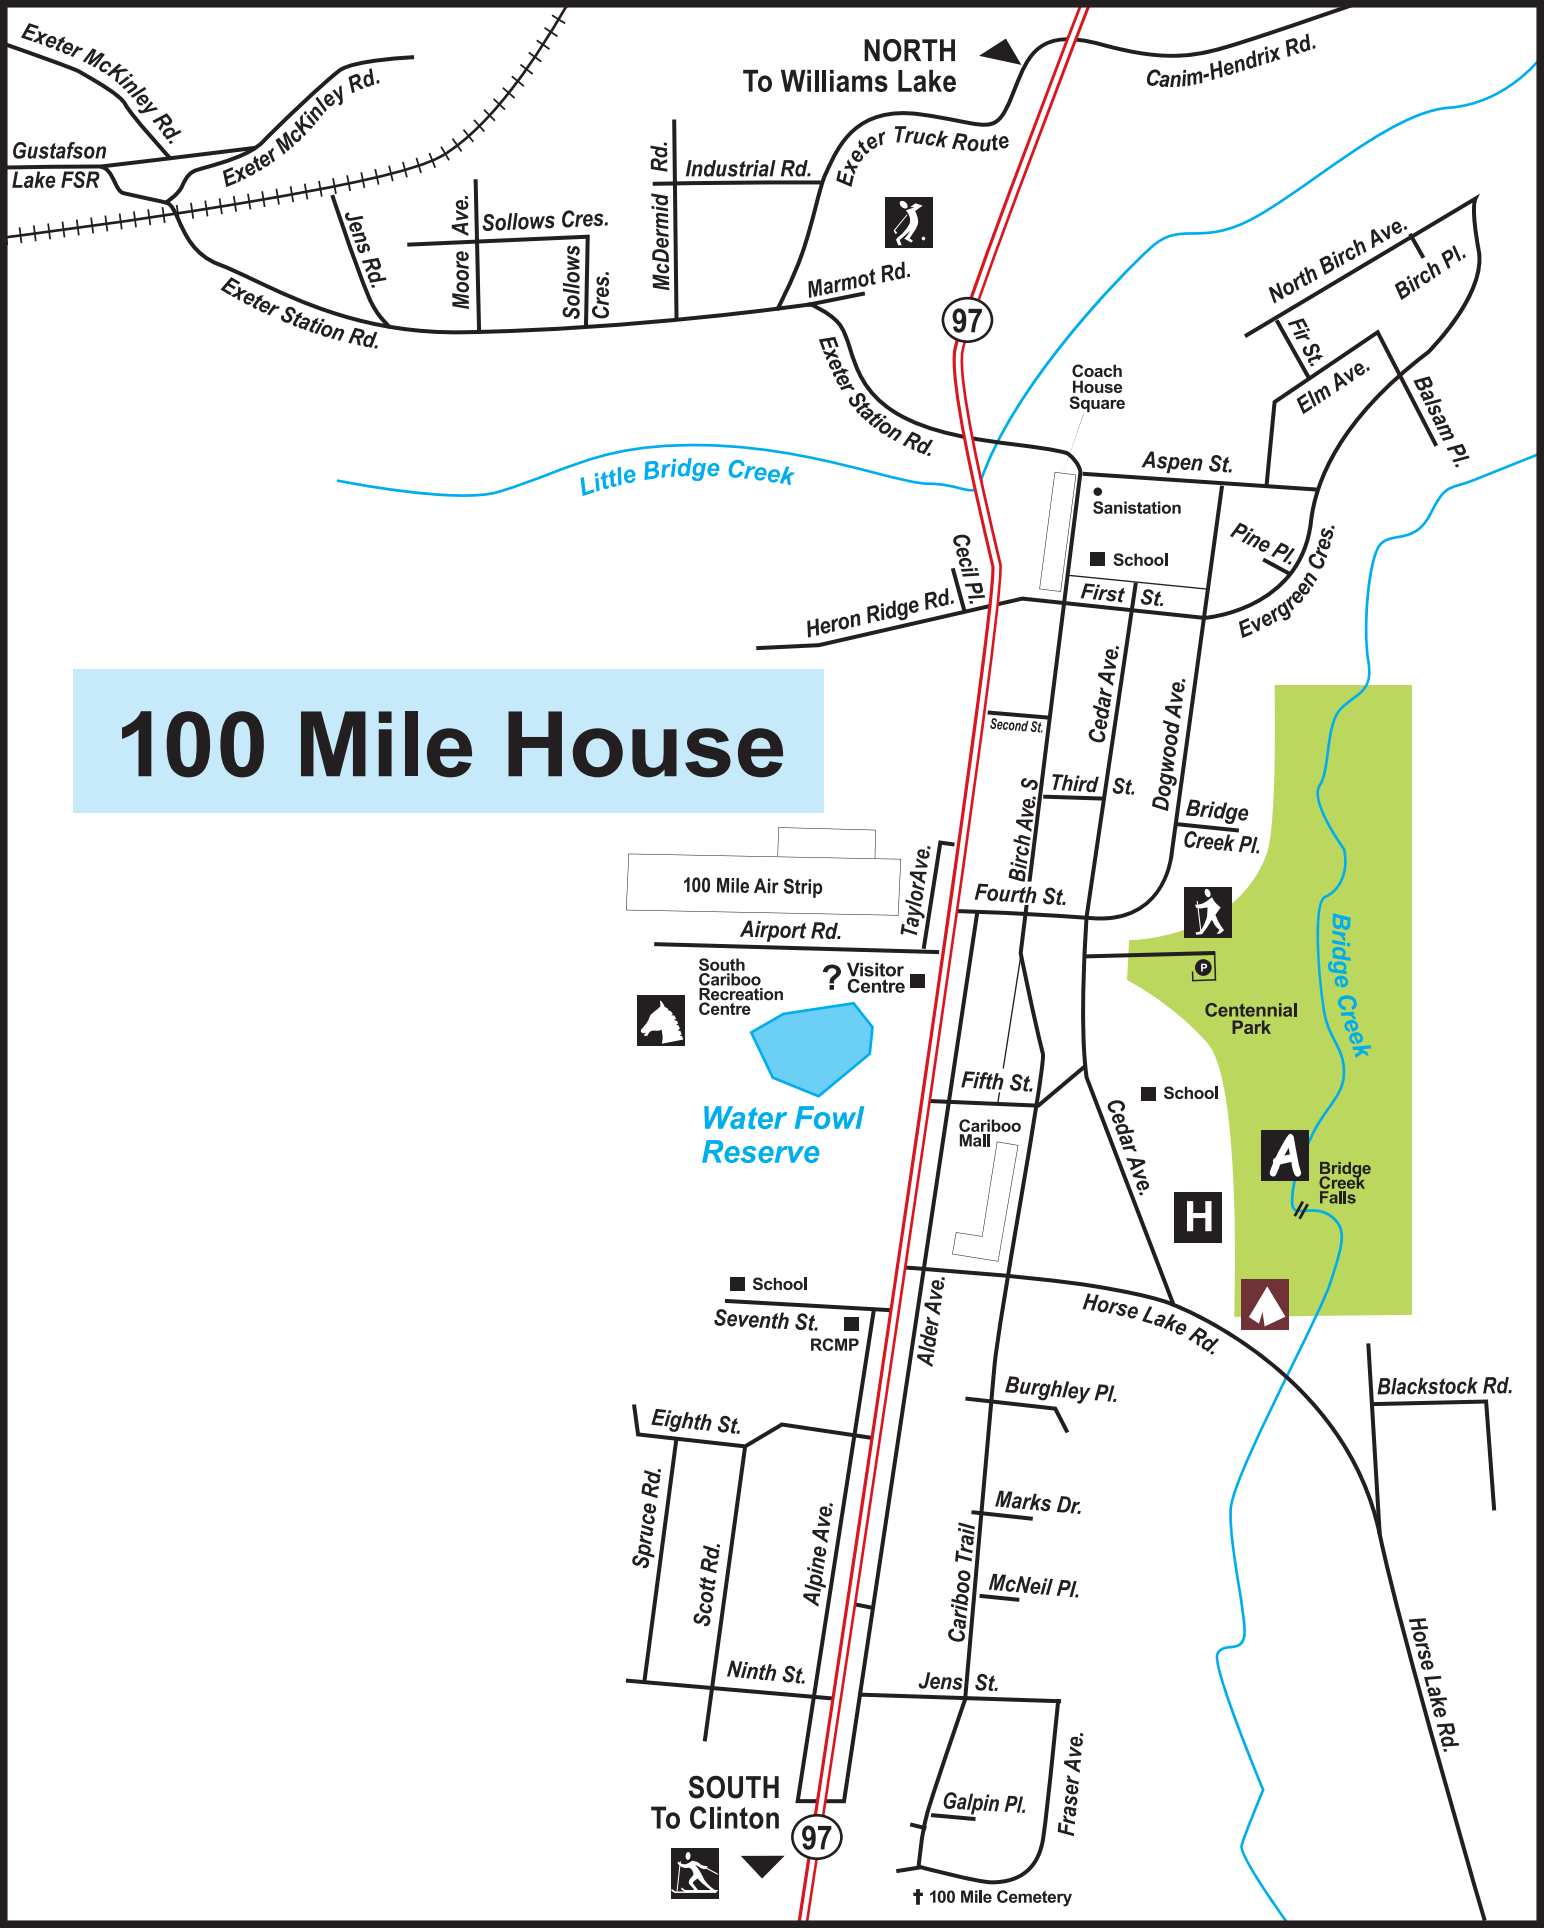 Exeter McKinley Rd.
NORTH
To Williams Lake
Canim-Hendrix Rd.
Exeter McKinley Rd.
Gustafson
Lake FSR
Exeter Truck Route
Industrial Rd.
McDermid Rd.
Jens Rd.
Moore Ave.
Sollows Cres.
Sollows
Cres.
Marmot Rd.
Exeter Station Rd.
97
North Birch Ave.
Birch Pl.
Fir St.
Elm Ave.
Balsam Pl.
Exeter Station Rd.
Coach
House
Square
Aspen St.
Little Bridge Creek
Sanistation
School
Pine Pl.
Evergreen Cres.
Cecil Pl.
Heron Ridge Rd.
First St.
100 Mile House
Cedar Ave.
Dogwood Ave.
Second St.
Third St.
Birch Ave. S
Bridge
Creek Pl.
100 Mile Air Strip
TaylorAve.
Fourth St.
Airport Rd.
South
Cariboo
Recreation
Centre
? Visitor
Centre
P
Centennial
Park
Bridge Creek
Water Fowl
Reserve
Fifth St.
School
Cariboo
Mall
Cedar Ave.
A
Bridge
Creek
Falls
H
School
Seventh St.
RCMP
Alder Ave.
Horse Lake Rd.
Burghley Pl.
Blackstock Rd.
Eighth St.
Spruce Rd.
Scott Rd.
Alpine Ave.
Marks Dr.
Cariboo Trail
McNeil Pl.
Horse Lake Rd.
Ninth St.
Jens St.
SOUTH
To Clinton
97
Galpin Pl.
Fraser Ave.
100 Mile Cemetery